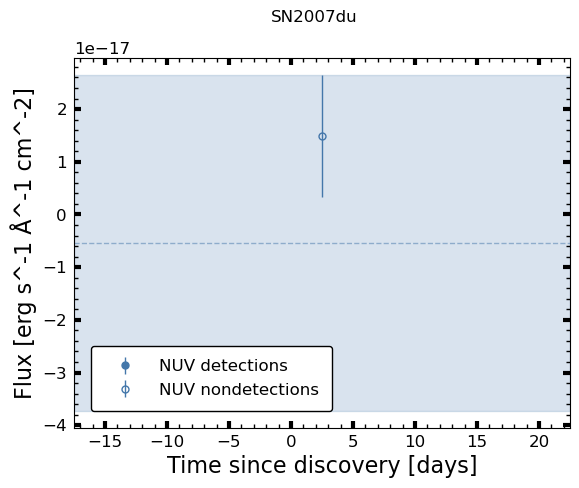 SN2007du
1e−17
Flux [erg s^-1 Å^-1 cm^-2]
2
1
0
−1
−2
−3
−4
NUV detections
NUV nondetections
−15 −10 −5 0 5 10 15 20
Time since discovery [days]